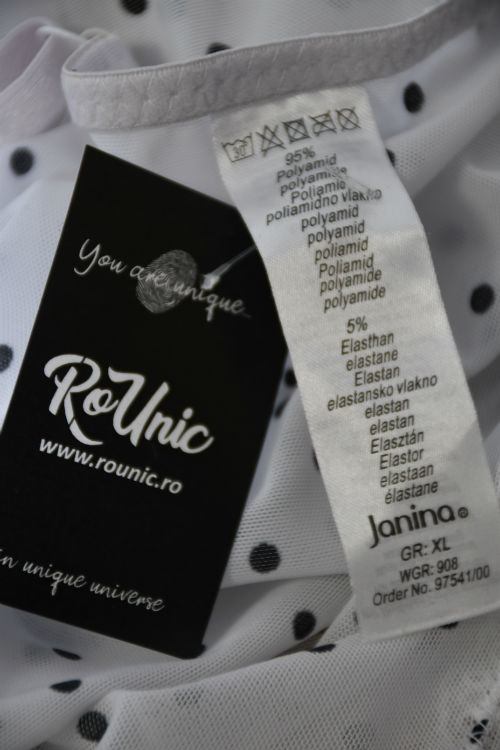 You are unique...
RoUnic
www.rounic.ro
in unique universe
30
95%
Polyamid
polyamide
Poliamid
poliamidno vlakno
polyamid
polyamid
poliamid
Poliamid
polyamide
polyamide
5%
Elasthan
elastane
Elastan
elastansko vlakno
elastan
elastan
Elasztán
Elastor
elastaan
élastane
Janina®
GR: XL
WGR: 908
Order No. 97541/00